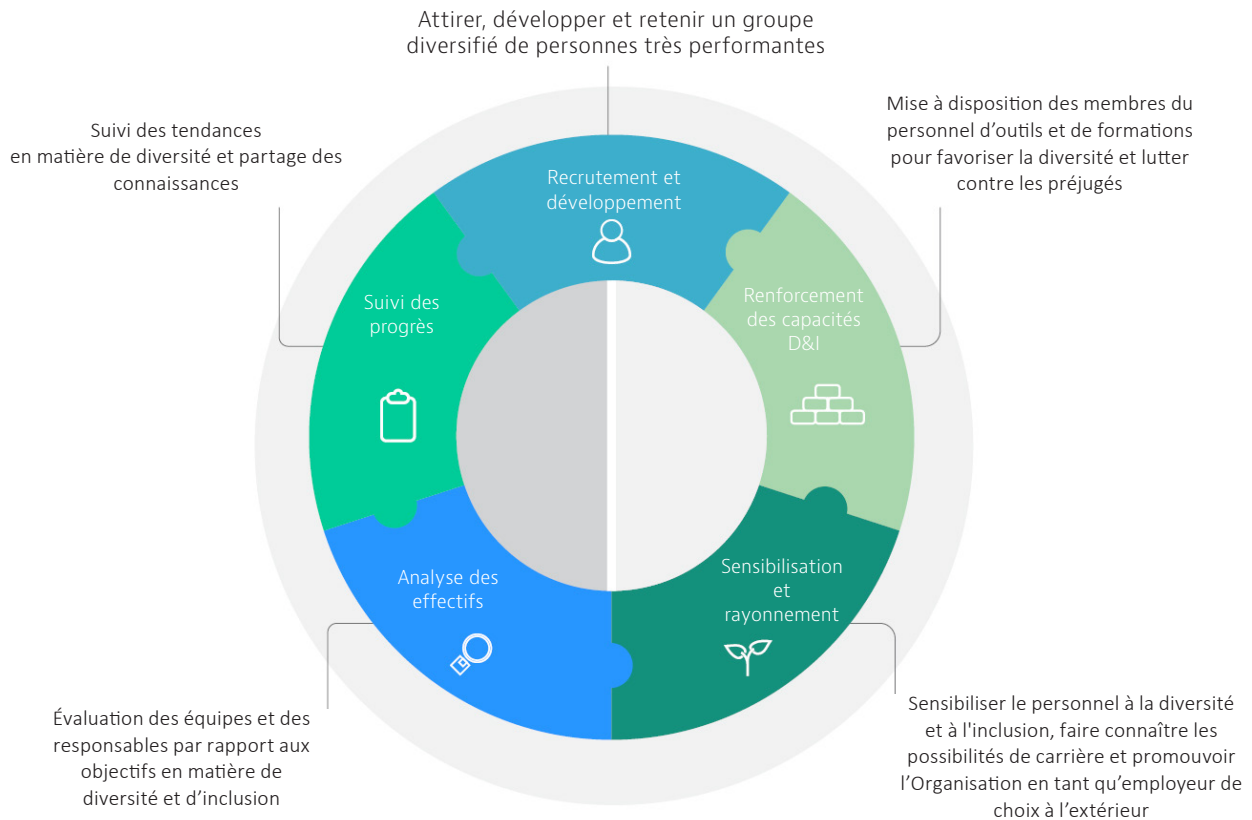 Attirer, développer et retenir un groupe
diversifié de personnes très performantes
Suivi des tendances
en matière de diversité et partage des
connaissances
Mise à disposition des membres du
personnel d’outils et de formations
pour favoriser la diversité et lutter
contre les préjugés
Recrutement et
développement
Suivi des
progrès
Renforcement
des capacités
D&I
Analyse des
effectifs
Sensibilisation
et
rayonnement
Évaluation des équipes et des
responsables par rapport aux
objectifs en matière de
diversité et d’inclusion
Sensibiliser le personnel à la diversité
et à l'inclusion, faire connaître les
possibilités de carrière et promouvoir
l’Organisation en tant qu’employeur de
choix à l’extérieur